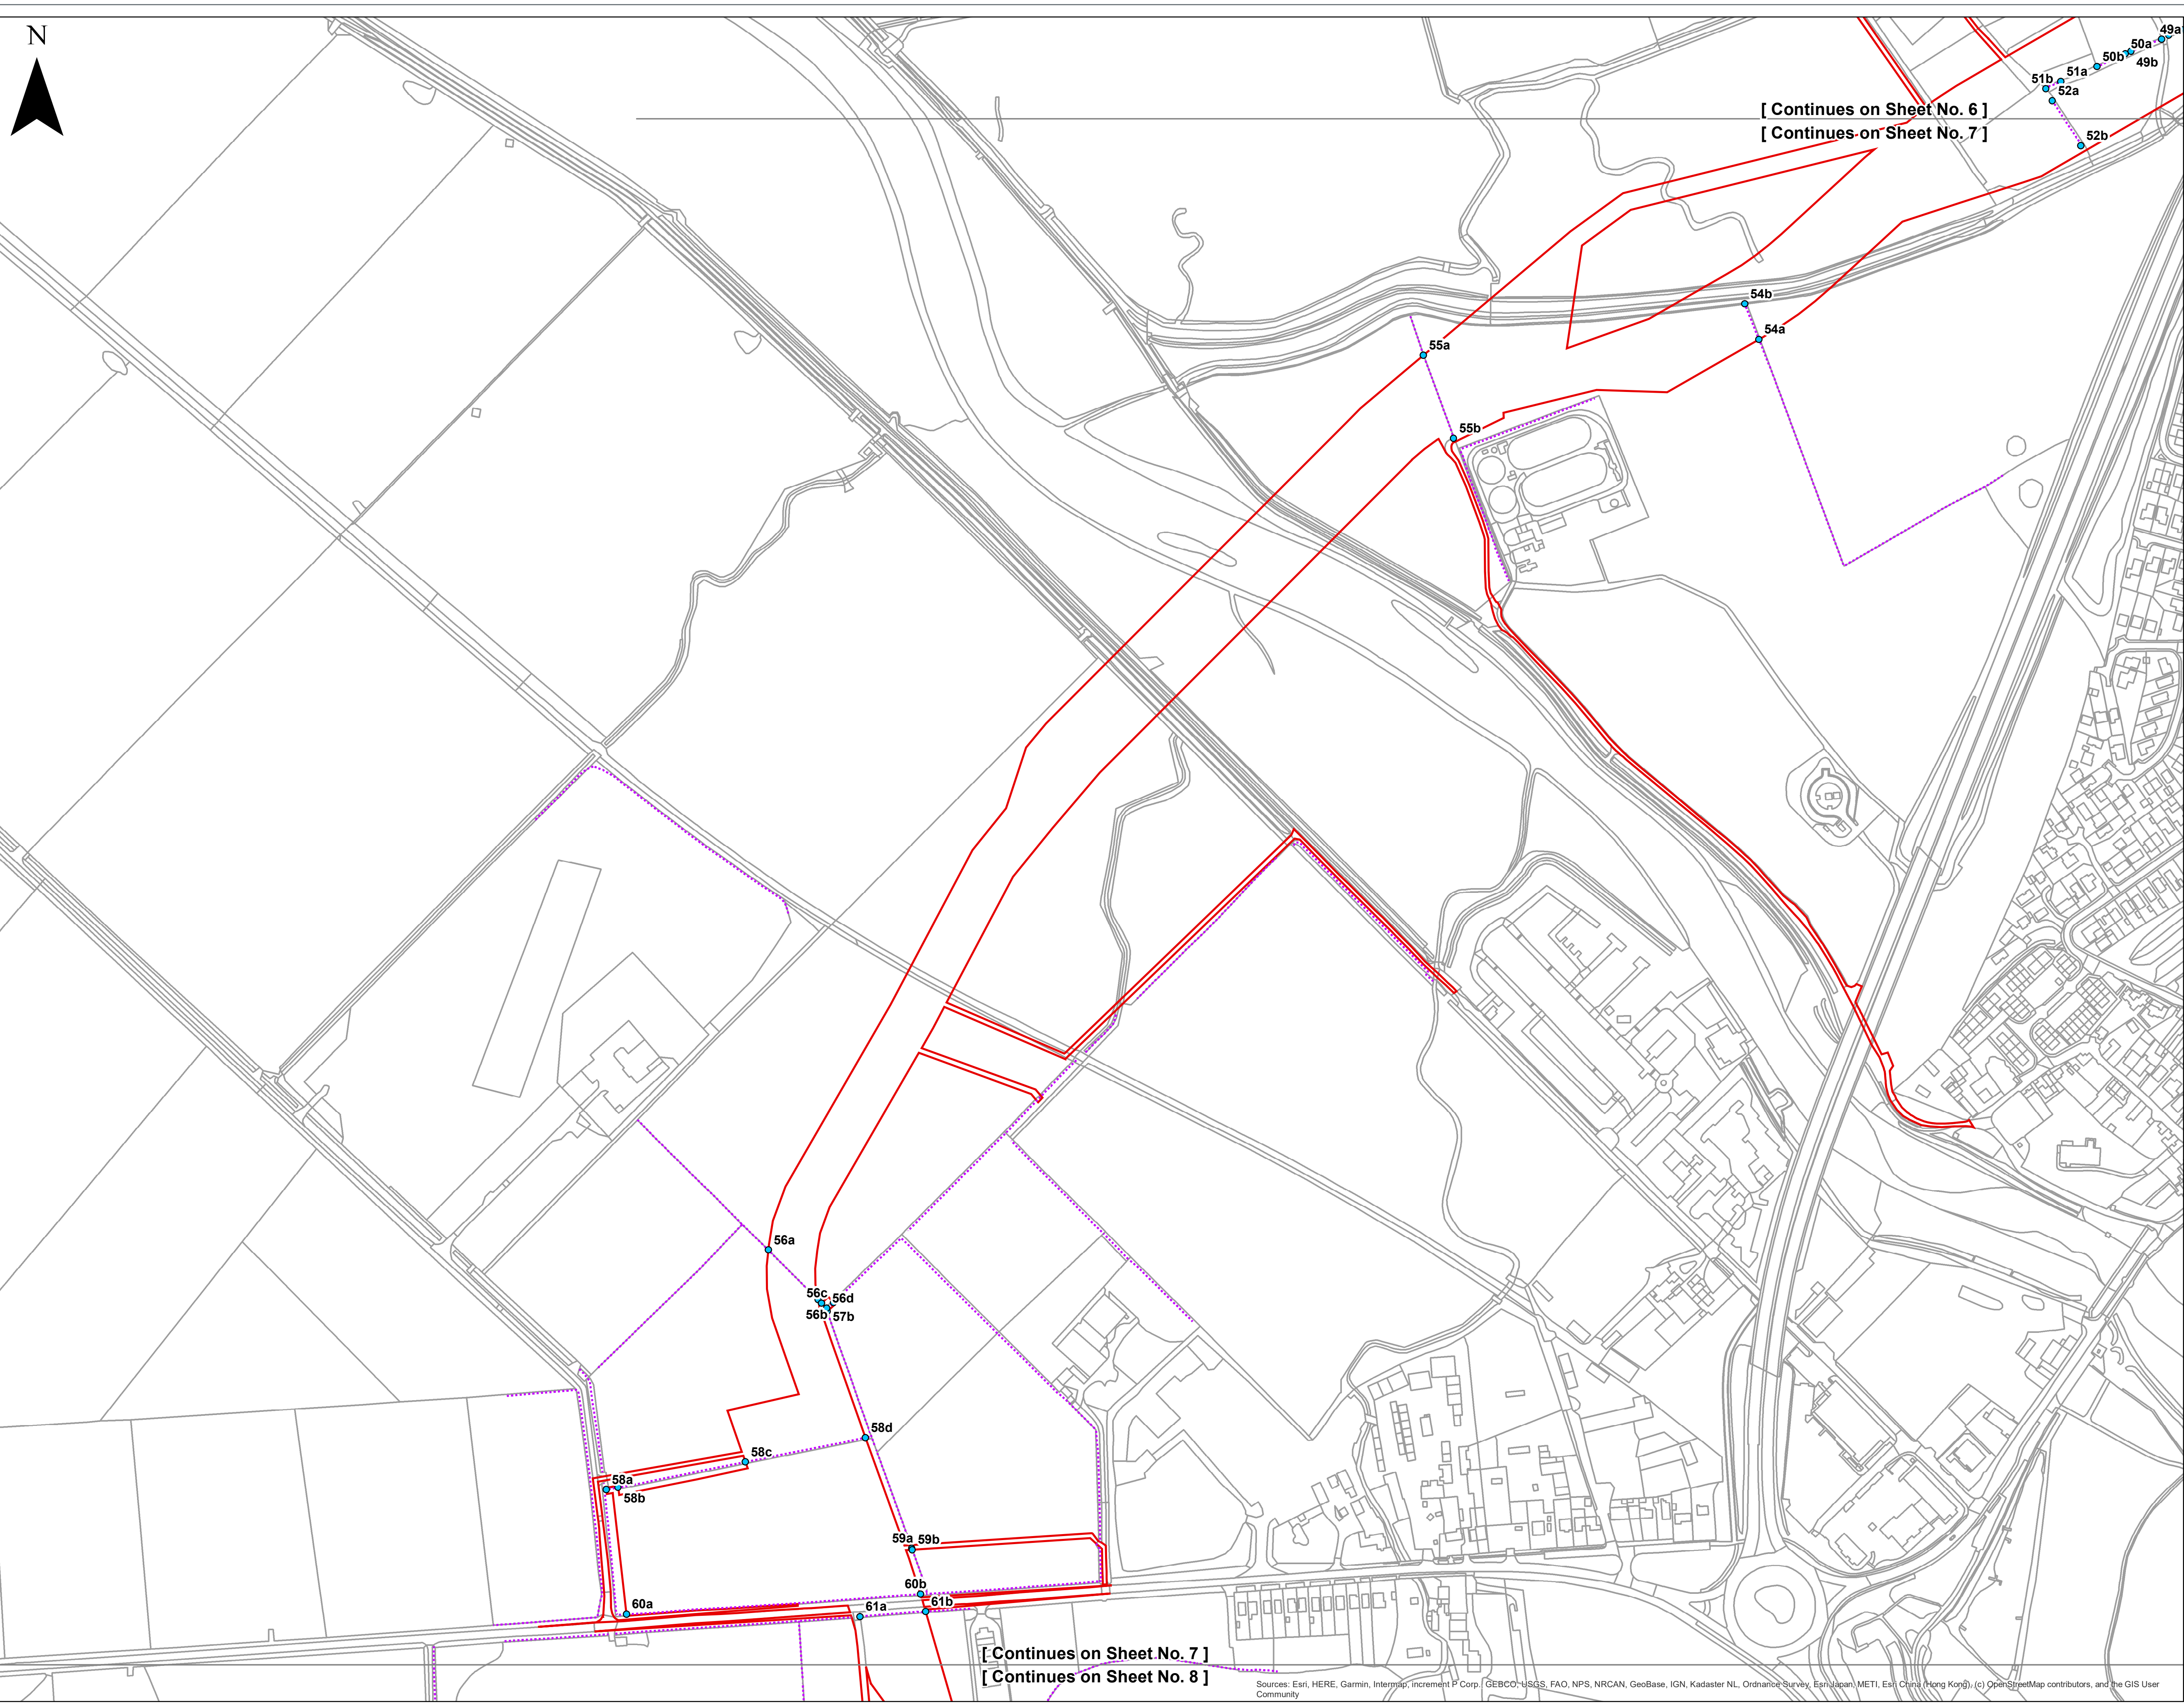 N
49a
50a
50b
49b
51a
51b
52a
[ Continues on Sheet No. 6 ]
[ Continues on Sheet No. 7 ]
52b
54b
54a
55a
55b
56a
56c 56d
56b 57b
58d
58c
58a
58b
59a 59b
60b
60a
61a
61b
[ Continues on Sheet No. 7 ]
[ Continues on Sheet No. 8 ]
Sources: Esri, HERE, Garmin, Intermap, increment P Corp., GEBCO, USGS, FAO, NPS, NRCAN, GeoBase, IGN, Kadaster NL, Ordnance Survey, Esri Japan, METI, Esri China (Hong Kong), (c) OpenStreetMap contributors, and the GIS User
Community